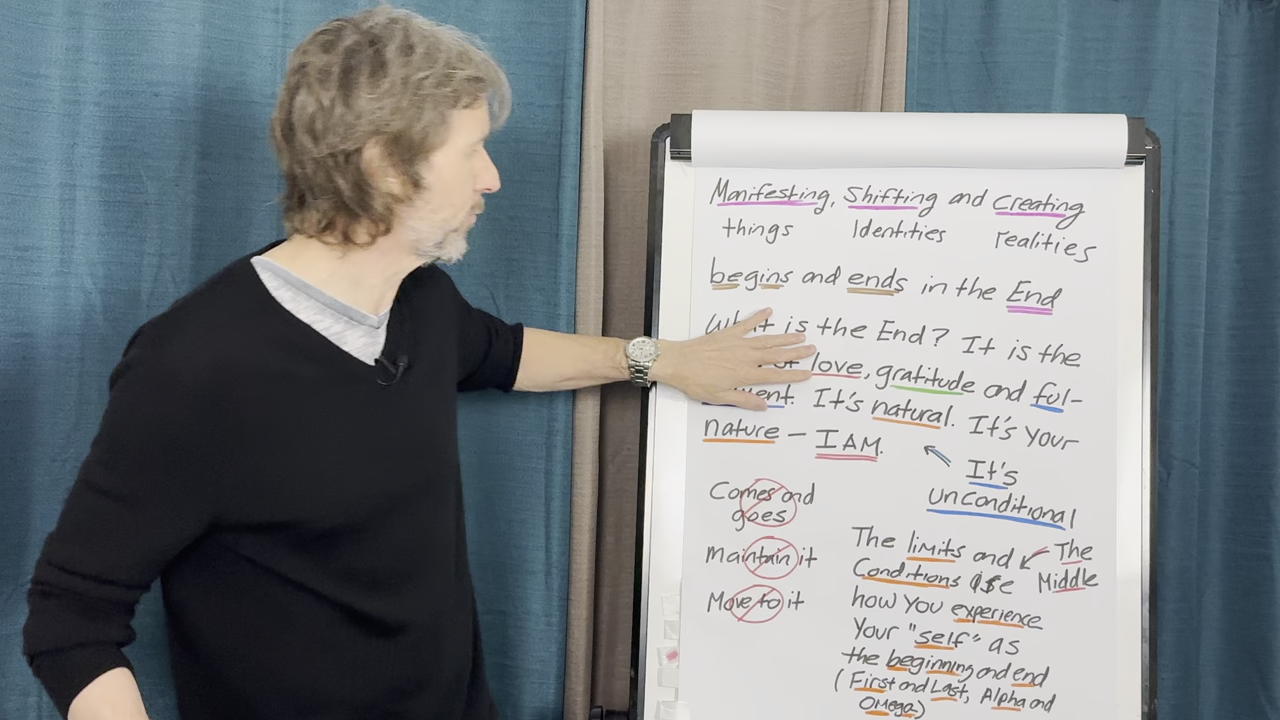 Manifesting, Shifting and Creating
things Identities realities
begins and ends in the End
What is the End? It is the
of love, gratitude and ful-
ment. It's natural. It's your
nature - I AM.
It's
unconditional
Comes and
goes
Maintain it
Move to it
The limits and
Conditions are
The
Middle
how you experience
your "self" as
the beginning and end
(First and Last, Alpha and
Omega)